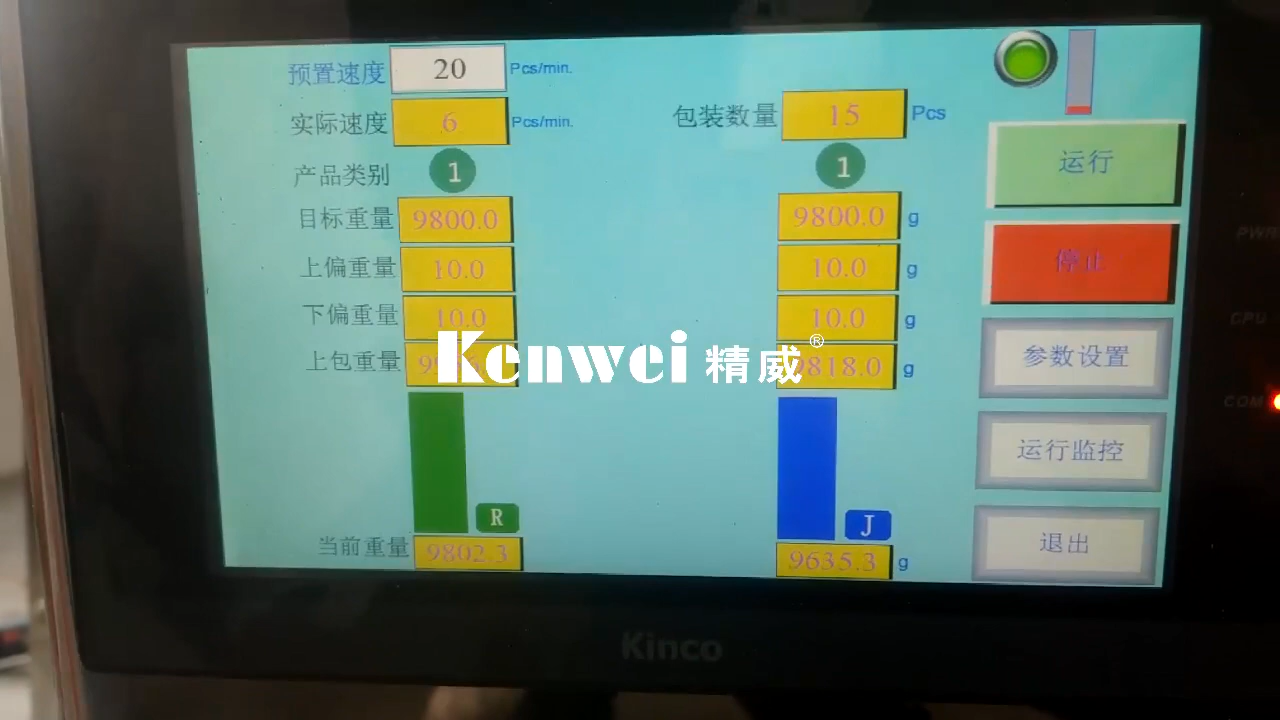 预置速度 20 Pcs/min.
实际速度 6 Pcs/min. 包装数量 15 Pcs
产品类别 1 1
目标重量 9800.0 9800.0 g
上偏重量 10.0 10.0 g
下偏重量 10.0 10.0 g
上包重量 9818.0 g
Kenwei 精威®
R J
当前重量 9802.3 9635.3 g
运行
停止
参数设置
运行监控
退出
PWR
CPU
COM
Kinco